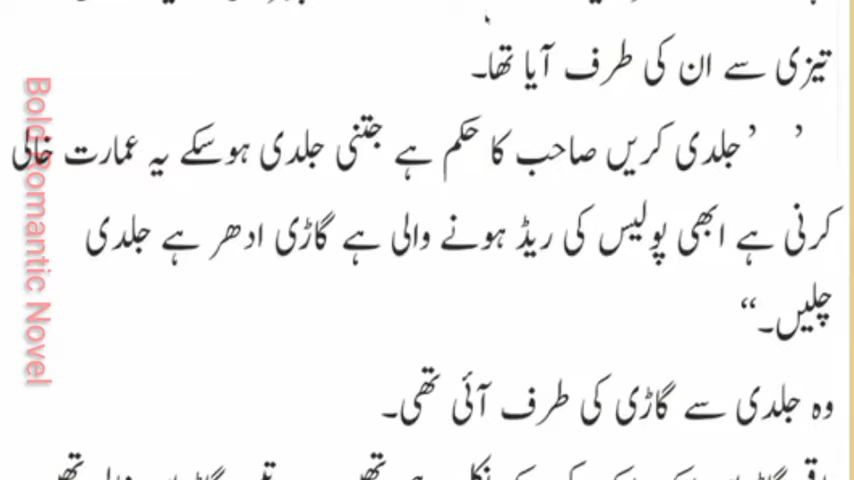 تیزی سے ان کی طرف آیا تھا۔
’ ’ جلدی کریں صاحب کا حکم ہے جتنی جلدی ہوسکے یہ عمارت خالی
کرنی ہے ابھی پولیس کی ریڈ ہونے والی ہے گاڑی ادھر ہے جلدی
چلیں۔“
وہ جلدی سے گاڑی کی طرف آئی تھی۔
Bold Romantic Novel